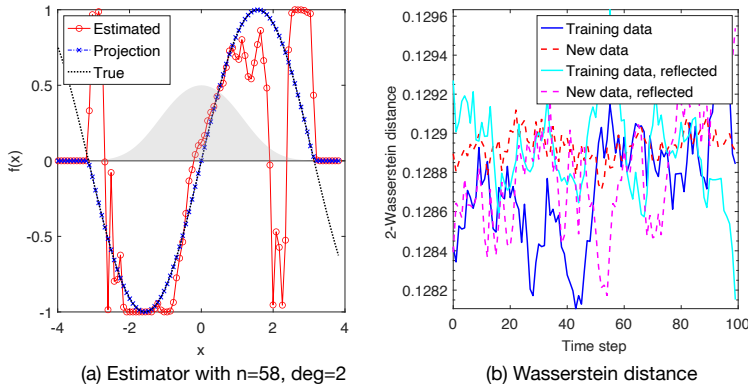 Estimated
Projection
True
1
0.5
0
-0.5
-1
f(x)
-4
-2
0
2
4
x
(a) Estimator with n=58, deg=2
Training data
New data
Training data, reflected
New data, reflected
0.1296
0.1294
0.1292
0.129
0.1288
0.1286
0.1284
0.1282
2-Wasserstein distance
0
20
40
60
80
100
Time step
(b) Wasserstein distance